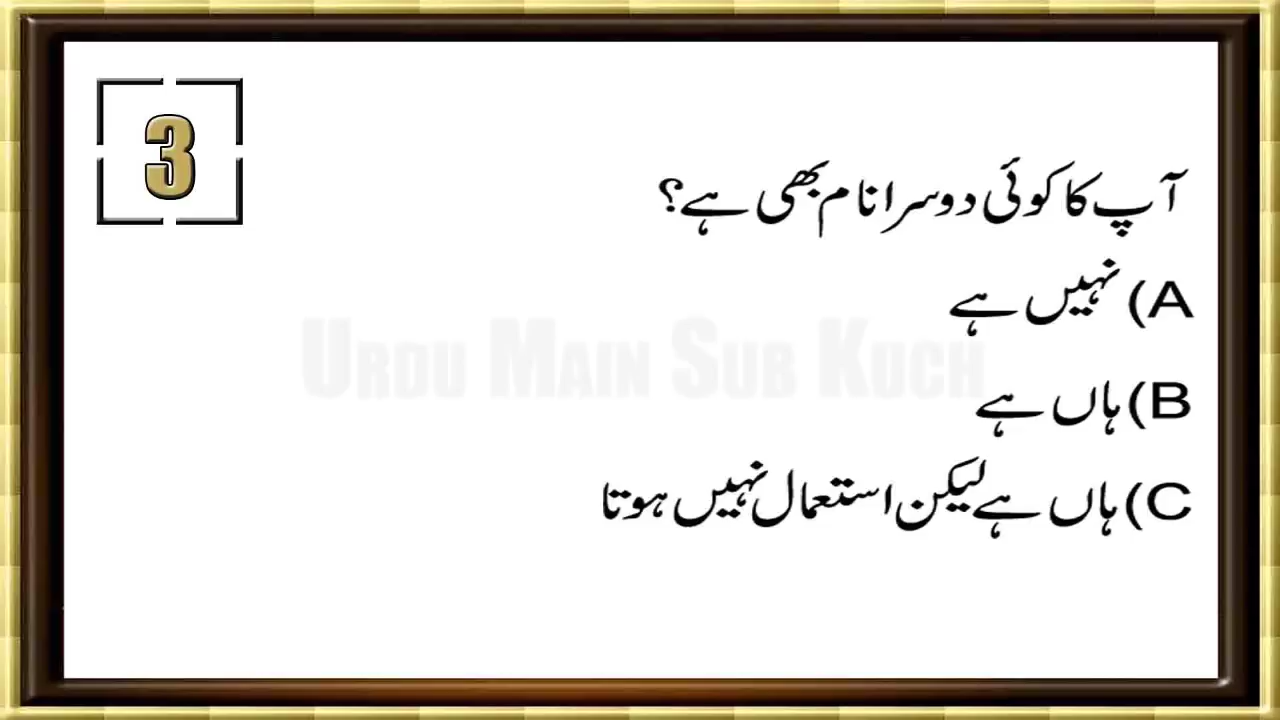 3
آپ کا کوئی دوسرا نام بھی ہے؟
A) نہیں ہے
URDU MAIN SUB KUCH
B) ہاں ہے
C) ہاں ہے لیکن استعمال نہیں ہوتا